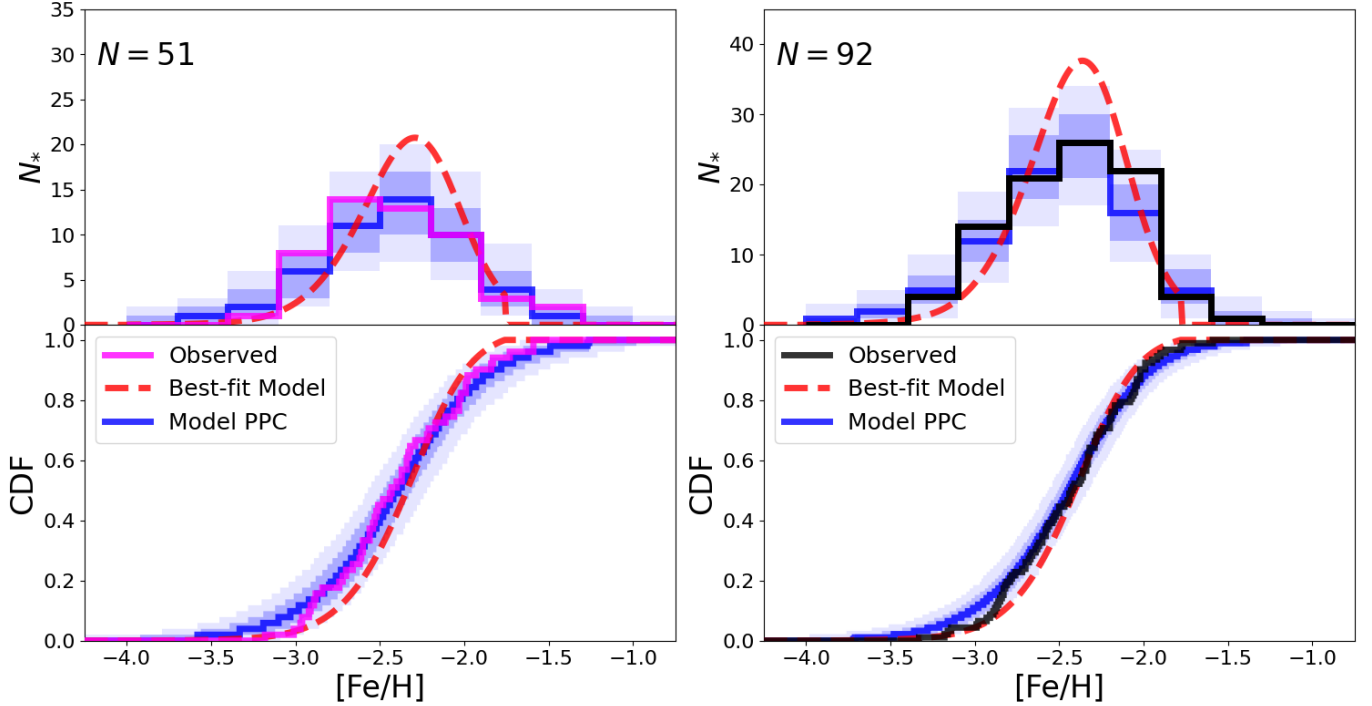 35
30
25
20
15
10
5
0
N*
N = 51
1.0
0.8
0.6
0.4
0.2
0.0
CDF
Observed
Best-fit Model
Model PPC
−4.0 −3.5 −3.0 −2.5 −2.0 −1.5 −1.0
[Fe/H]
40
30
20
10
0
N*
N = 92
1.0
0.8
0.6
0.4
0.2
0.0
CDF
Observed
Best-fit Model
Model PPC
−4.0 −3.5 −3.0 −2.5 −2.0 −1.5 −1.0
[Fe/H]